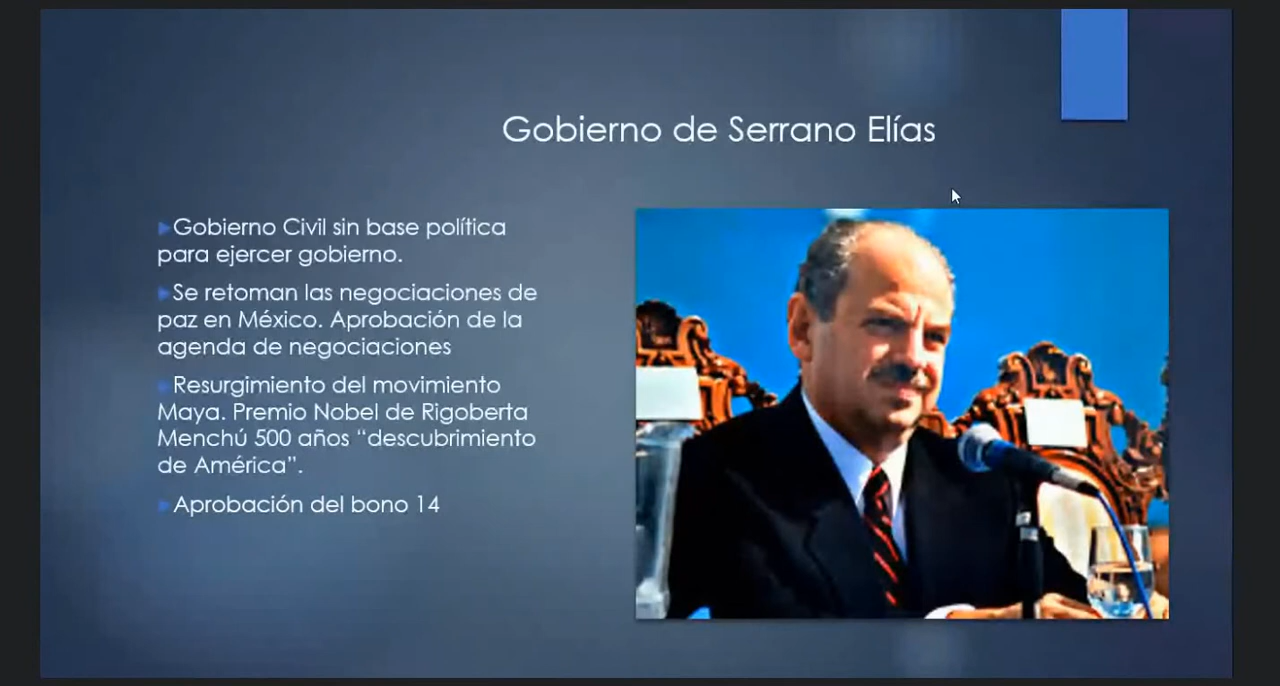 Gobierno de Serrano Elías
Gobierno Civil sin base política
para ejercer gobierno.
Se retoman las negociaciones de
paz en México. Aprobación de la
agenda de negociaciones
Resurgimiento del movimiento
Maya. Premio Nobel de Rigoberta
Menchú 500 años “descubrimiento
de América”.
Aprobación del bono 14